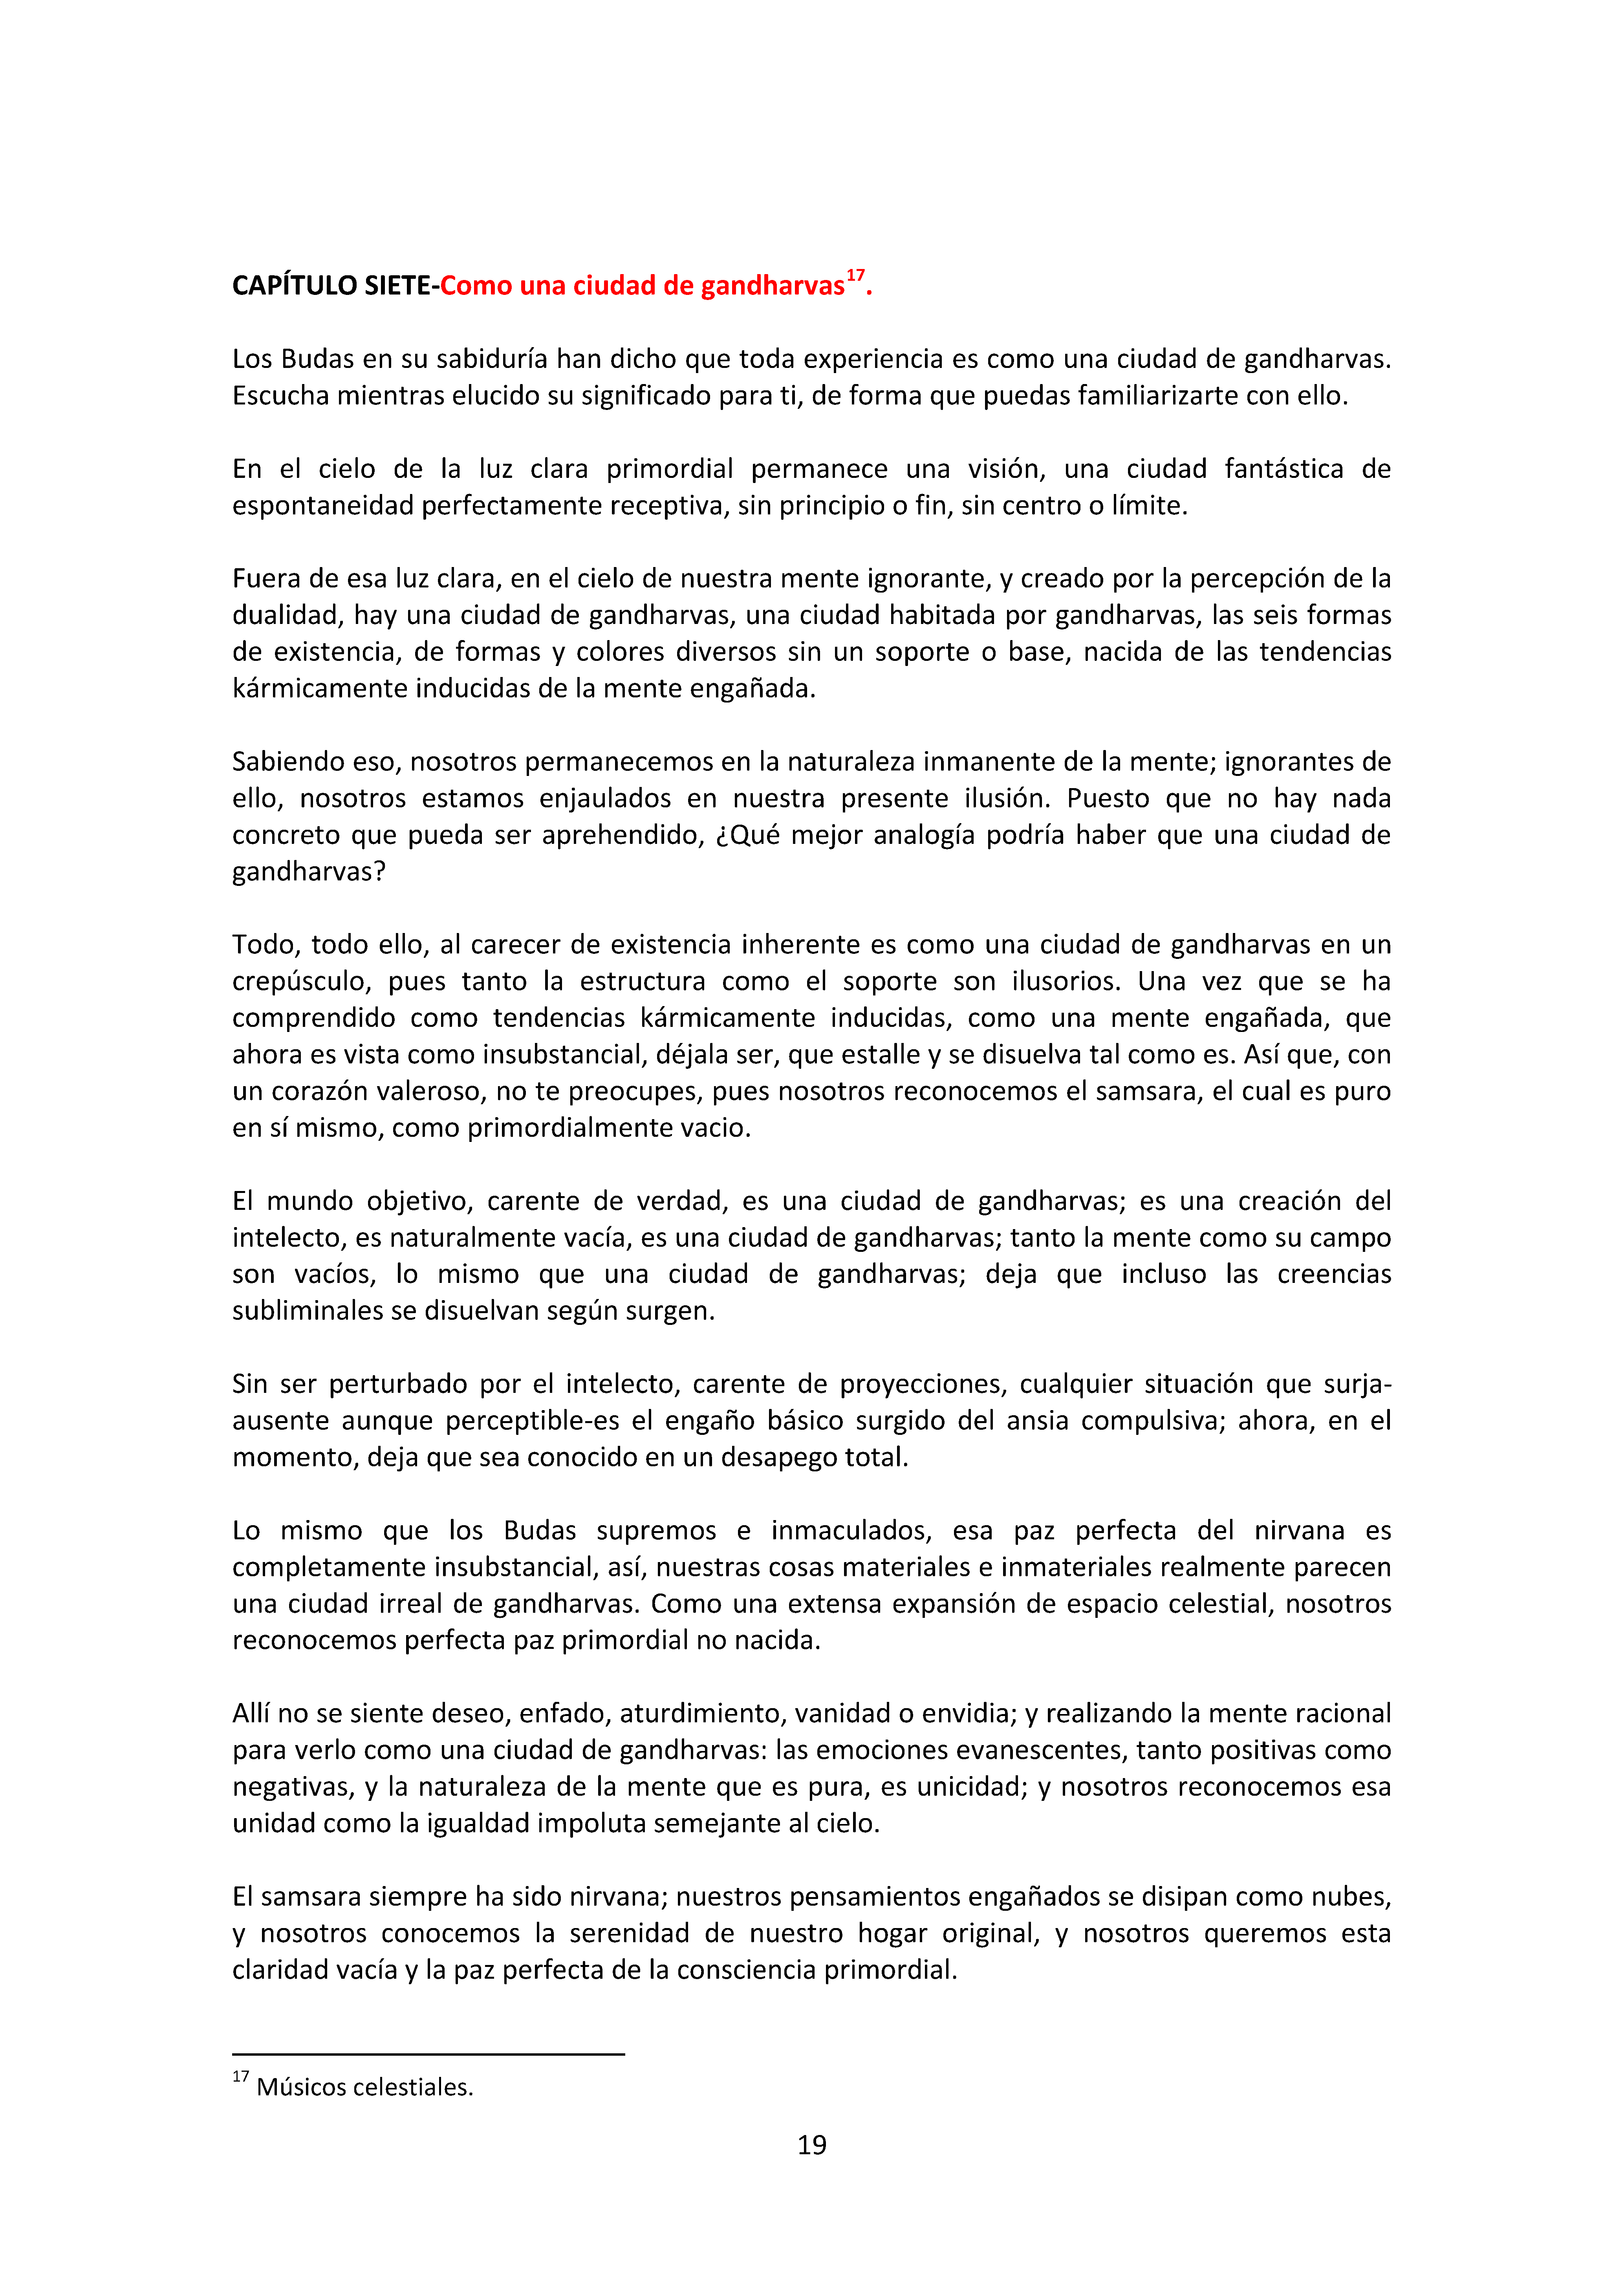 CAPÍTULO SIETE-Como una ciudad de gandharvas17.
Los Budas en su sabiduría han dicho que toda experiencia es como una ciudad de gandharvas.
Escucha mientras elucido su significado para ti, de forma que puedas familiarizarte con ello.
En el cielo de la luz clara primordial permanece una visión, una ciudad fantástica de
espontaneidad perfectamente receptiva, sin principio o fin, sin centro o límite.
Fuera de esa luz clara, en el cielo de nuestra mente ignorante, y creado por la percepción de la
dualidad, hay una ciudad de gandharvas, una ciudad habitada por gandharvas, las seis formas
de existencia, de formas y colores diversos sin un soporte o base, nacida de las tendencias
kármicamente inducidas de la mente engañada.
Sabiendo eso, nosotros permanecemos en la naturaleza inmanente de la mente; ignorantes de
ello, nosotros estamos enjaulados en nuestra presente ilusión. Puesto que no hay nada
concreto que pueda ser aprehendido, ¿Qué mejor analogía podría haber que una ciudad de
gandharvas?
Todo, todo ello, al carecer de existencia inherente es como una ciudad de gandharvas en un
crepúsculo, pues tanto la estructura como el soporte son ilusorios. Una vez que se ha
comprendido como tendencias kármicamente inducidas, como una mente engañada, que
ahora es vista como insubstancial, déjala ser, que estalle y se disuelva tal como es. Así que, con
un corazón valeroso, no te preocupes, pues nosotros reconocemos el samsara, el cual es puro
en sí mismo, como primordialmente vacio.
El mundo objetivo, carente de verdad, es una ciudad de gandharvas; es una creación del
intelecto, es naturalmente vacía, es una ciudad de gandharvas; tanto la mente como su campo
son vacíos, lo mismo que una ciudad de gandharvas; deja que incluso las creencias
subliminales se disuelvan según surgen.
Sin ser perturbado por el intelecto, carente de proyecciones, cualquier situación que surja-
ausente aunque perceptible-es el engaño básico surgido del ansia compulsiva; ahora, en el
momento, deja que sea conocido en un desapego total.
Lo mismo que los Budas supremos e inmaculados, esa paz perfecta del nirvana es
completamente insubstancial, así, nuestras cosas materiales e inmateriales realmente parecen
una ciudad irreal de gandharvas. Como una extensa expansión de espacio celestial, nosotros
reconocemos perfecta paz primordial no nacida.
Allí no se siente deseo, enfado, aturdimiento, vanidad o envidia; y realizando la mente racional
para verlo como una ciudad de gandharvas: las emociones evanescentes, tanto positivas como
negativas, y la naturaleza de la mente que es pura, es unicidad; y nosotros reconocemos esa
unidad como la igualdad impoluta semejante al cielo.
El samsara siempre ha sido nirvana; nuestros pensamientos engañados se disipan como nubes,
y nosotros conocemos la serenidad de nuestro hogar original, y nosotros queremos esta
claridad vacía y la paz perfecta de la consciencia primordial.
17 Músicos celestiales.
19